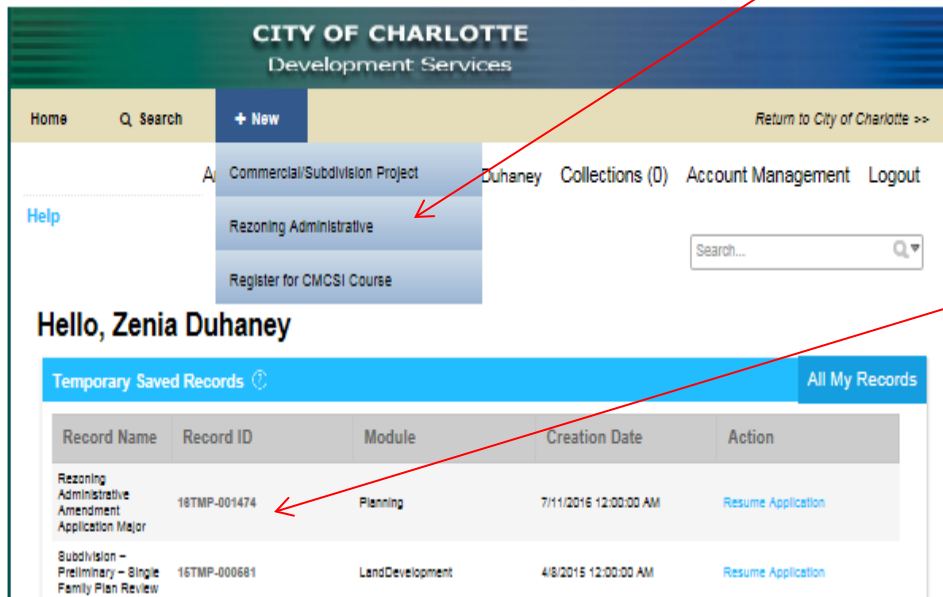 CITY OF CHARLOTTE
Development Services
Home Search + New Return to City of Charlotte >>
Commercial/Subdivision Project
Duhaney Collections (0) Account Management Logout
Help
Rezoning Administrative
Search...
Register for CMCSI Course
Hello, Zenia Duhaney
Temporary Saved Records All My Records
Record Name Record ID Module Creation Date Action
Rezoning
Administrative
Amendment
Application Major
16TMP-001474 Planning 7/11/2016 12:00:00 AM Resume Application
Subdivision –
Preliminary – Single
Family Plan Review
15TMP-000681 LandDevelopment 4/8/2015 12:00:00 AM Resume Application